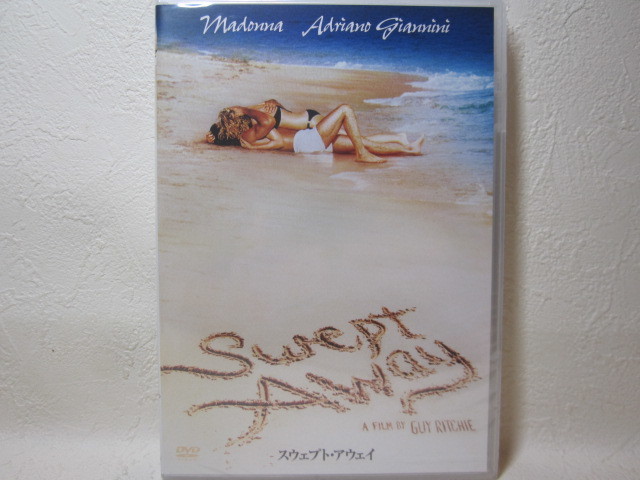 Madonna Adriano Giannini
Swept
Away
A FILM BY GUY RITCHIE
DVD
スウェプト・アウェイ